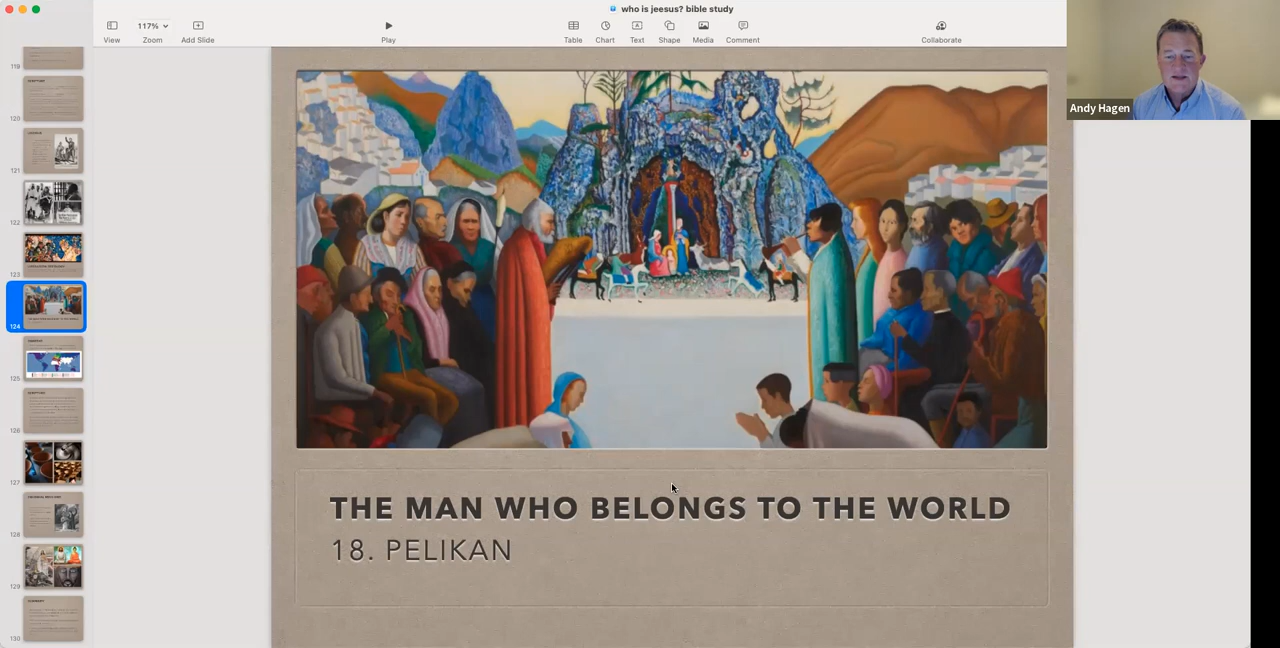 who is jeesus? bible study
117%
View
Zoom
Add Slide
Play
Table
Chart
Text
Shape
Media
Comment
Collaborate
Andy Hagen
119
120
121
122
123
124
125
126
127
128
129
130
THE MAN WHO BELONGS TO THE WORLD
18. PELIKAN